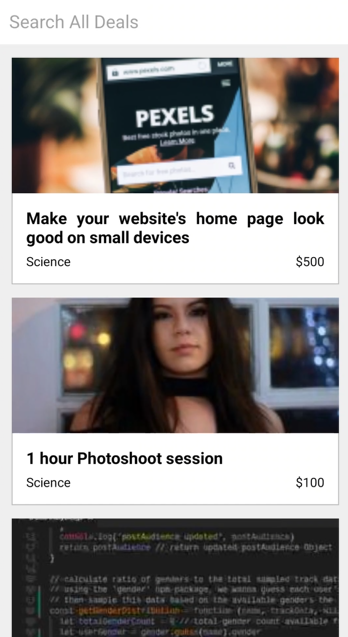 Search All Deals
www.pexels.com
MORE
PEXELS
Best free stock photos in one place.
Learn More
Search for free photos...
Popular Searches
Make your website's home page look
good on small devices
Science
$500
1 hour Photoshoot session
Science
$100
console.log('postAudience updated', postAudience)
return postAudience // return updated postAudience Object
}
// calculate ratio of genders to the total sampled track dat
// using the 'gender' npm package, we wanna guess each user'
// then sample this data based on the available genders the
const getGenderDistribution = function (name, trackData, 
let totalGenderCount = // total gender count available f
let userGender = gender.guess(name).gender